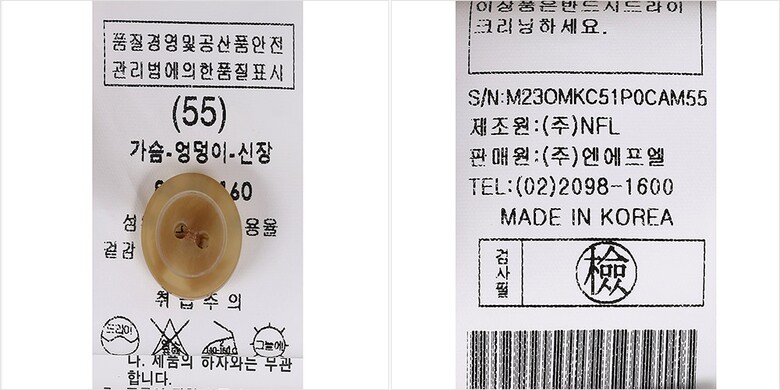 품질경영및공산품안전
관리법에의한품질표시
(55)
가슴-엉덩이-신장
160
용율
겉감
취급주의
드라이
그늘에
나. 제품의 하자와는 무관
합니다.
이상품은반드시드라이
크리닝하세요.
S/N:M23OMKC51P0CAM55
제조원:(주)NFL
판매원:(주)엔에프엘
TEL:(02)2098-1600
MADE IN KOREA
검사필
檢